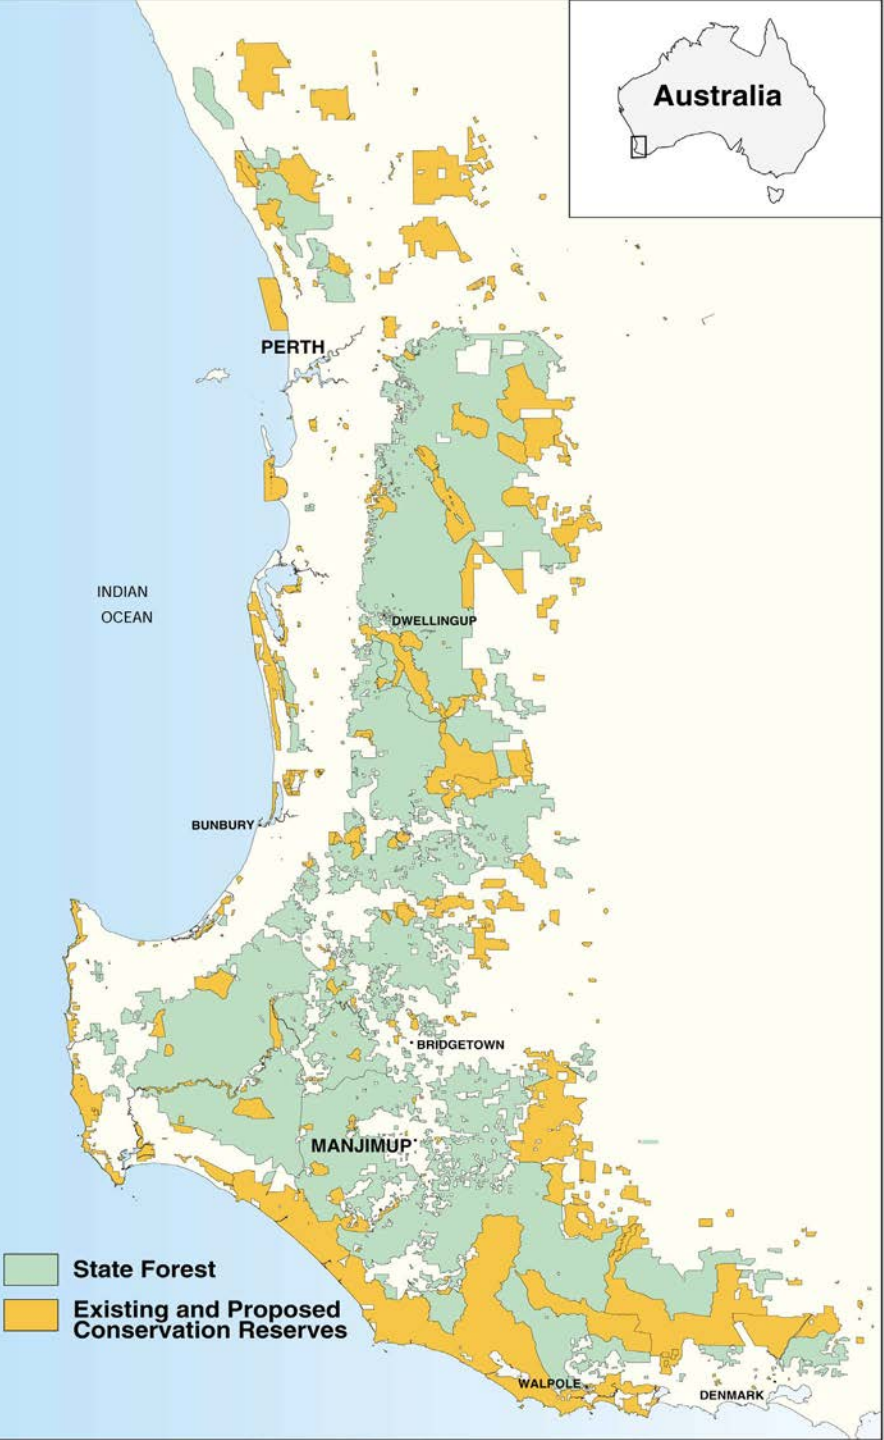 Australia
PERTH
INDIAN
OCEAN
DWELLINGUP
BUNBURY
BRIDGETOWN
MANJIMUP
State Forest
Existing and Proposed
Conservation Reserves
WALPOLE
DENMARK